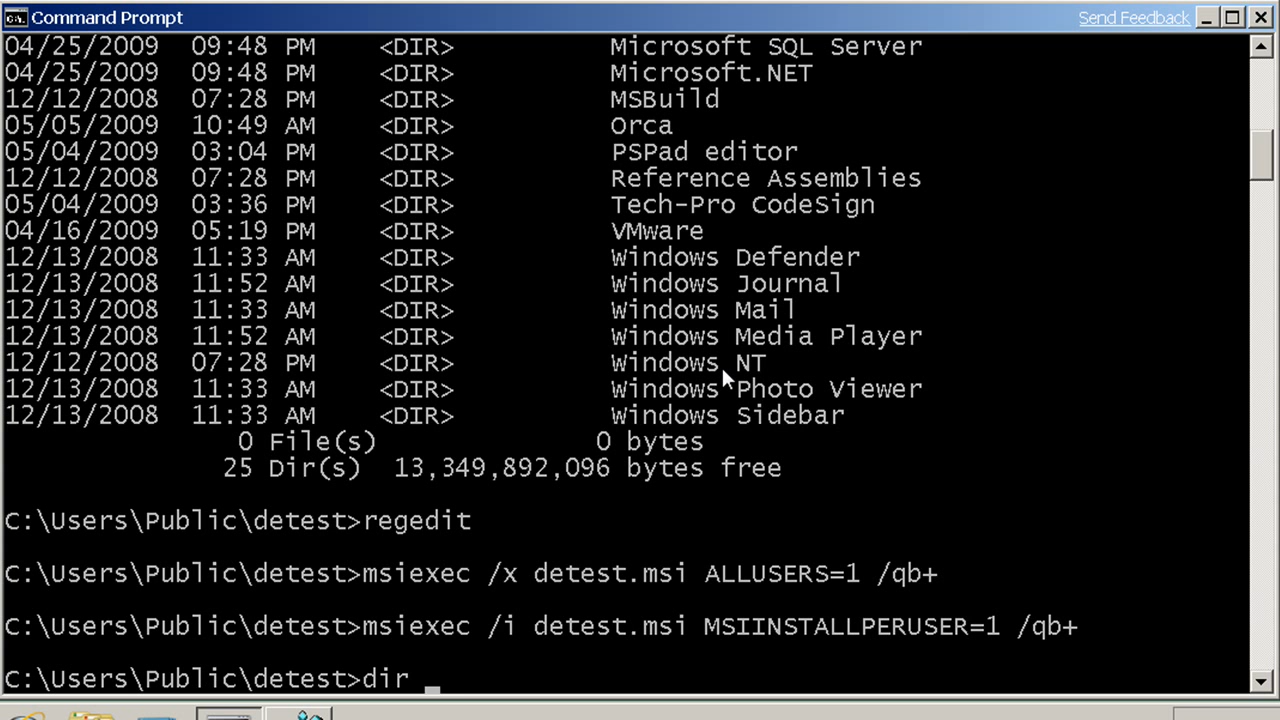 Command Prompt Send Feedback
04/25/2009 09:48 PM <DIR> Microsoft SQL Server
04/25/2009 09:48 PM <DIR> Microsoft.NET
12/12/2008 07:28 PM <DIR> MSBuild
05/05/2009 10:49 AM <DIR> Orca
05/04/2009 03:04 PM <DIR> PSPad editor
12/12/2008 07:28 PM <DIR> Reference Assemblies
05/04/2009 03:36 PM <DIR> Tech-Pro CodeSign
04/16/2009 05:19 PM <DIR> VMware
12/13/2008 11:33 AM <DIR> Windows Defender
12/13/2008 11:52 AM <DIR> Windows Journal
12/13/2008 11:33 AM <DIR> Windows Mail
12/13/2008 11:52 AM <DIR> Windows Media Player
12/12/2008 07:28 PM <DIR> Windows NT
12/13/2008 11:33 AM <DIR> Windows Photo Viewer
12/13/2008 11:33 AM <DIR> Windows Sidebar
0 File(s) 0 bytes
25 Dir(s) 13,349,892,096 bytes free
C:\Users\Public\detest>regedit
C:\Users\Public\detest>msiexec /x detest.msi ALLUSERS=1 /qb+
C:\Users\Public\detest>msiexec /i detest.msi MSIINSTALLPERUSER=1 /qb+
C:\Users\Public\detest>dir